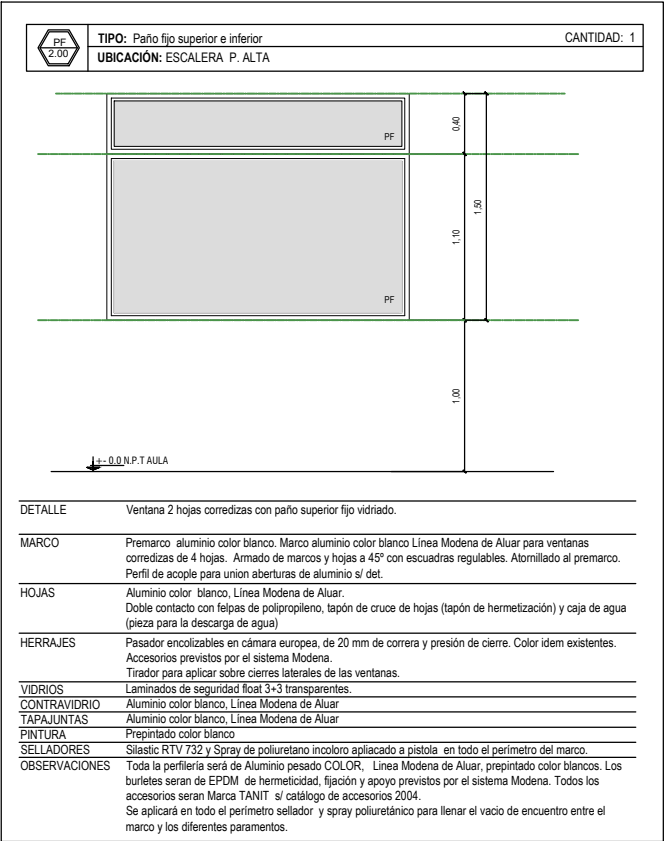 PF
2.00
TIPO: Paño fijo superior e inferior
CANTIDAD: 1
UBICACIÓN: ESCALERA P. ALTA
PF
0,40
1,50
1,10
PF
1,00
+- 0.0 N.P.T AULA
DETALLE Ventana 2 hojas corredizas con paño superior fijo vidriado.
MARCO Premarco aluminio color blanco. Marco aluminio color blanco Línea Modena de Aluar para ventanas
corredizas de 4 hojas. Armado de marcos y hojas a 45º con escuadras regulables. Atornillado al premarco.
Perfil de acople para union aberturas de aluminio s/ det.
HOJAS Aluminio color blanco, Línea Modena de Aluar.
Doble contacto con felpas de polipropileno, tapón de cruce de hojas (tapón de hermetización) y caja de agua
(pieza para la descarga de agua)
HERRAJES Pasador encolizables en cámara europea, de 20 mm de correra y presión de cierre. Color idem existentes.
Accesorios previstos por el sistema Modena.
Tirador para aplicar sobre cierres laterales de las ventanas.
VIDRIOS Laminados de seguridad float 3+3 transparentes.
CONTRAVIDRIO Aluminio color blanco, Línea Modena de Aluar
TAPAJUNTAS Aluminio color blanco, Línea Modena de Aluar
PINTURA Prepintado color blanco
SELLADORES Silastic RTV 732 y Spray de poliuretano incoloro apliacado a pistola en todo el perímetro del marco.
OBSERVACIONES Toda la perfilería será de Aluminio pesado COLOR, Linea Modena de Aluar, prepintado color blancos. Los
burletes seran de EPDM de hermeticidad, fijación y apoyo previstos por el sistema Modena. Todos los
accesorios seran Marca TANIT s/ catálogo de accesorios 2004.
Se aplicará en todo el perímetro sellador y spray poliuretánico para llenar el vacio de encuentro entre el
marco y los diferentes paramentos.